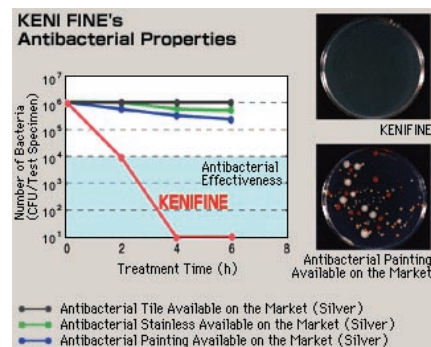 KENI FINE's
Antibacterial Properties
Number of Bacteria
(CFU/Test Specimen)
10⁷
10⁶
10⁵
10⁴
10³
10²
10¹
Antibacterial
Effectiveness
KENIFINE
0 2 4 6 8
Treatment Time (h)
KENIFINE
Antibacterial Painting
Available on the Market
Antibacterial Tile Available on the Market (Silver)
Antibacterial Stainless Available on the Market (Silver)
Antibacterial Painting Available on the Market (Silver)